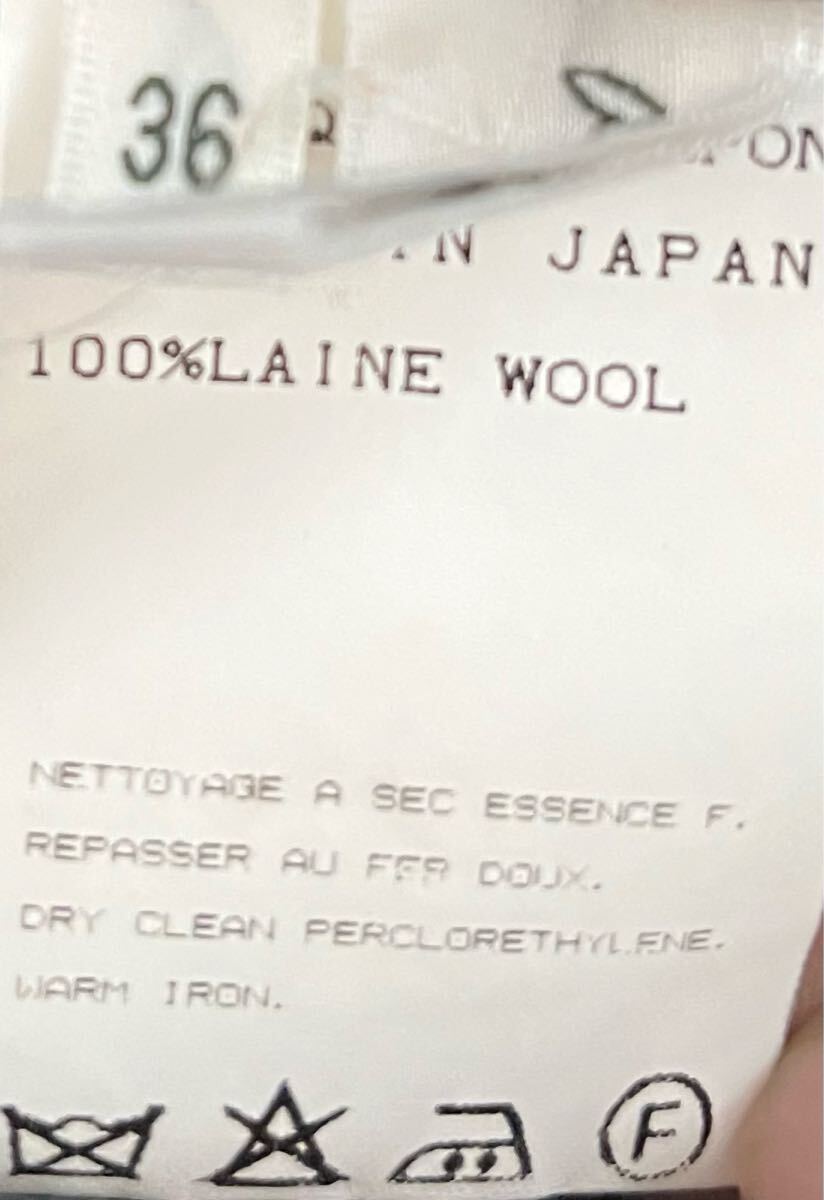 36
JAPAN
100%LAINE WOOL
NETTOYAGE A SEC ESSENCE F.
REPASSER AU FER DOUX.
DRY CLEAN PERCLORETHYLENE.
WARM IRON.
F